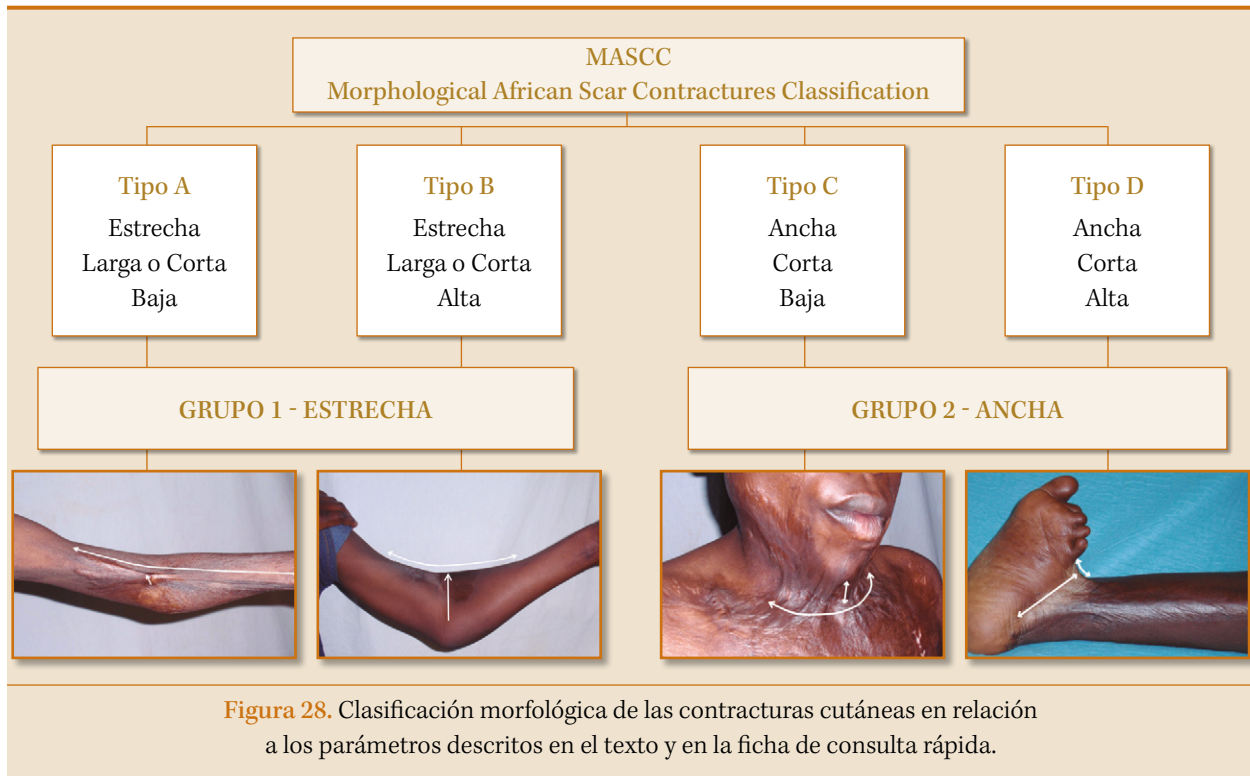 MASCC
Morphological African Scar Contractures Classification
Tipo A
Estrecha
Larga o Corta
Baja
Tipo B
Estrecha
Larga o Corta
Alta
Tipo C
Ancha
Corta
Baja
Tipo D
Ancha
Corta
Alta
GRUPO 1 - ESTRECHA
GRUPO 2 - ANCHA
Figura 28. Clasificación morfológica de las contracturas cutáneas en relación
a los parámetros descritos en el texto y en la ficha de consulta rápida.